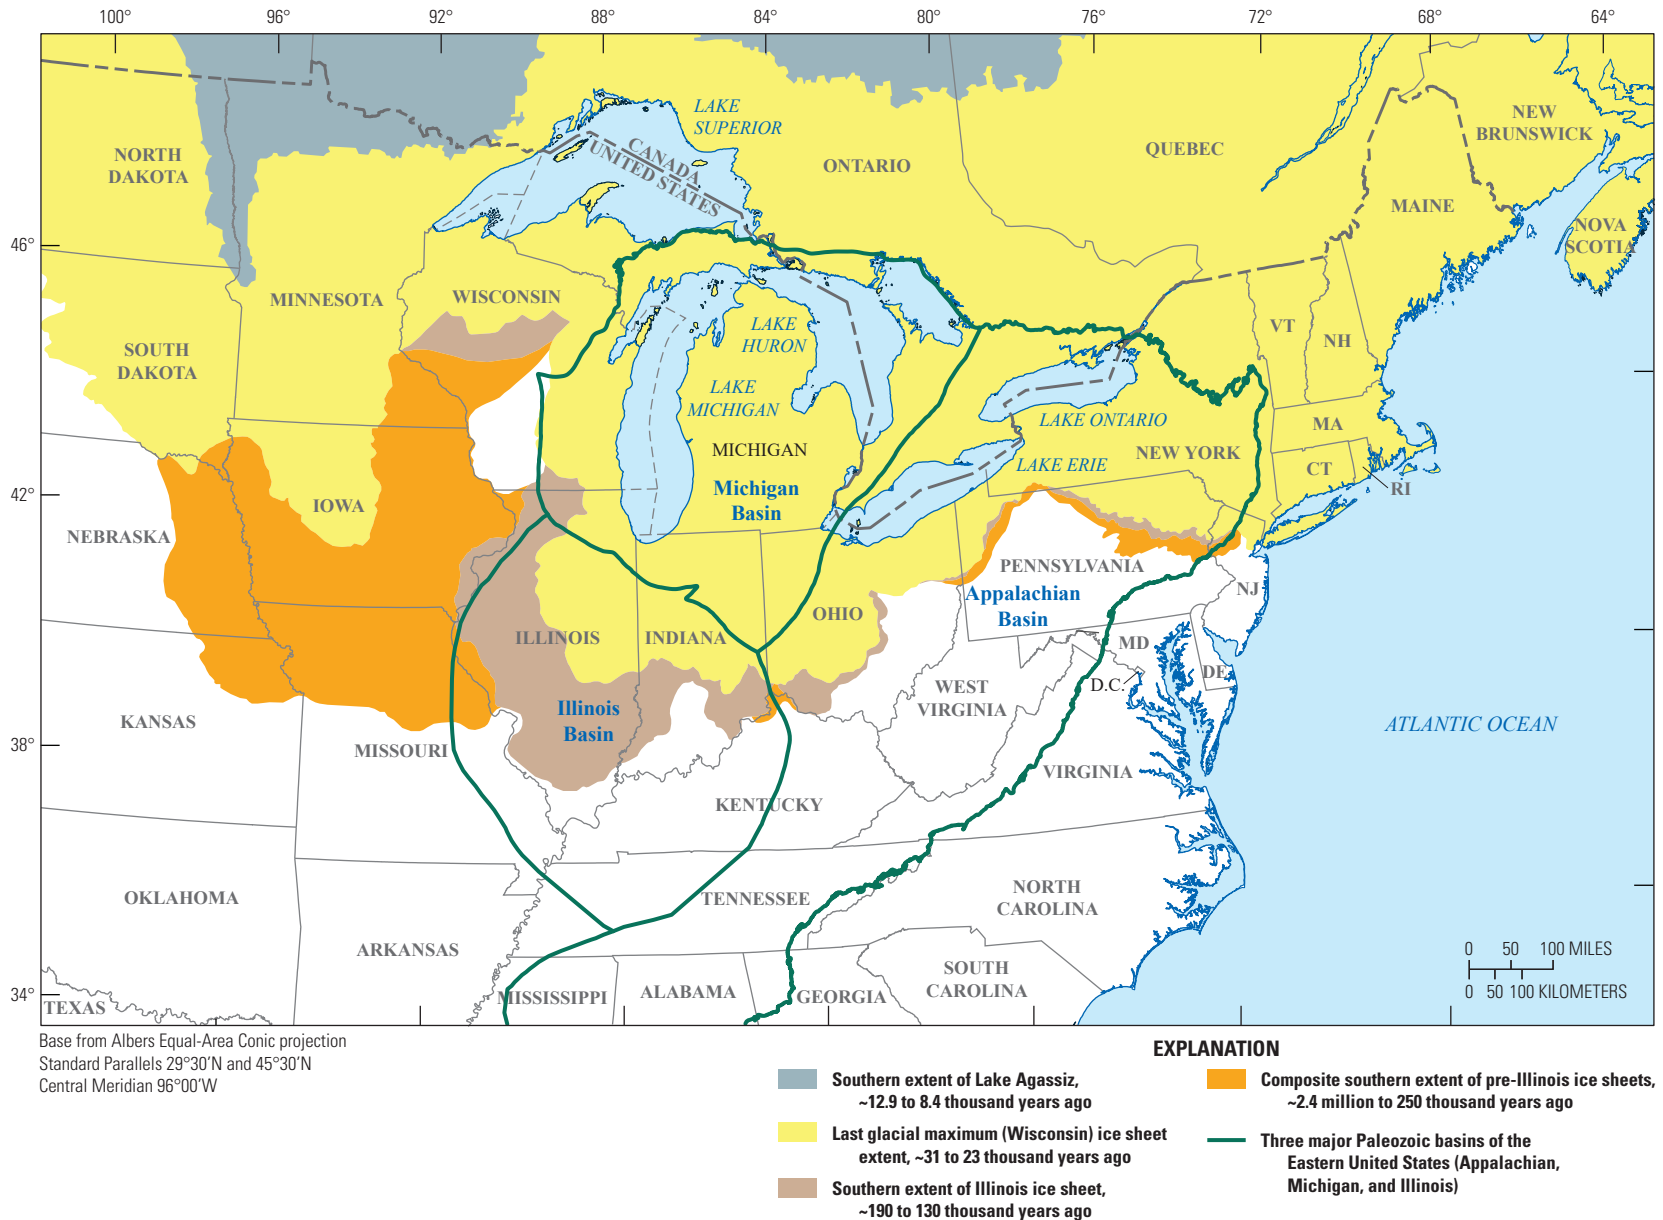 100° 96° 92° 88° 84° 80° 76° 72° 68° 64°
46°
42°
38°
34°
LAKE
SUPERIOR
CANADA
UNITED STATES
ONTARIO
QUEBEC
NEW
BRUNSWICK
NOVA
SCOTIA
MAINE
NORTH
DAKOTA
MINNESOTA
WISCONSIN
SOUTH
DAKOTA
LAKE
HURON
LAKE
MICHIGAN
MICHIGAN
Michigan
Basin
LAKE ONTARIO
LAKE ERIE
NEW YORK
VT
NH
MA
CT
RI
IOWA
NEBRASKA
PENNSYLVANIA
Appalachian
Basin
NJ
ILLINOIS
INDIANA
OHIO
MD
DE
D.C.
WEST
VIRGINIA
KANSAS
MISSOURI
Illinois
Basin
VIRGINIA
ATLANTIC OCEAN
KENTUCKY
OKLAHOMA
TENNESSEE
NORTH
CAROLINA
ARKANSAS
SOUTH
CAROLINA
TEXAS
MISSISSIPPI
ALABAMA
GEORGIA
0 50 100 MILES
0 50 100 KILOMETERS
Base from Albers Equal-Area Conic projection
Standard Parallels 29°30’N and 45°30’N
Central Meridian 96°00’W
EXPLANATION
Southern extent of Lake Agassiz,
~12.9 to 8.4 thousand years ago
Last glacial maximum (Wisconsin) ice sheet
extent, ~31 to 23 thousand years ago
Southern extent of Illinois ice sheet,
~190 to 130 thousand years ago
Composite southern extent of pre-Illinois ice sheets,
~2.4 million to 250 thousand years ago
Three major Paleozoic basins of the
Eastern United States (Appalachian,
Michigan, and Illinois)